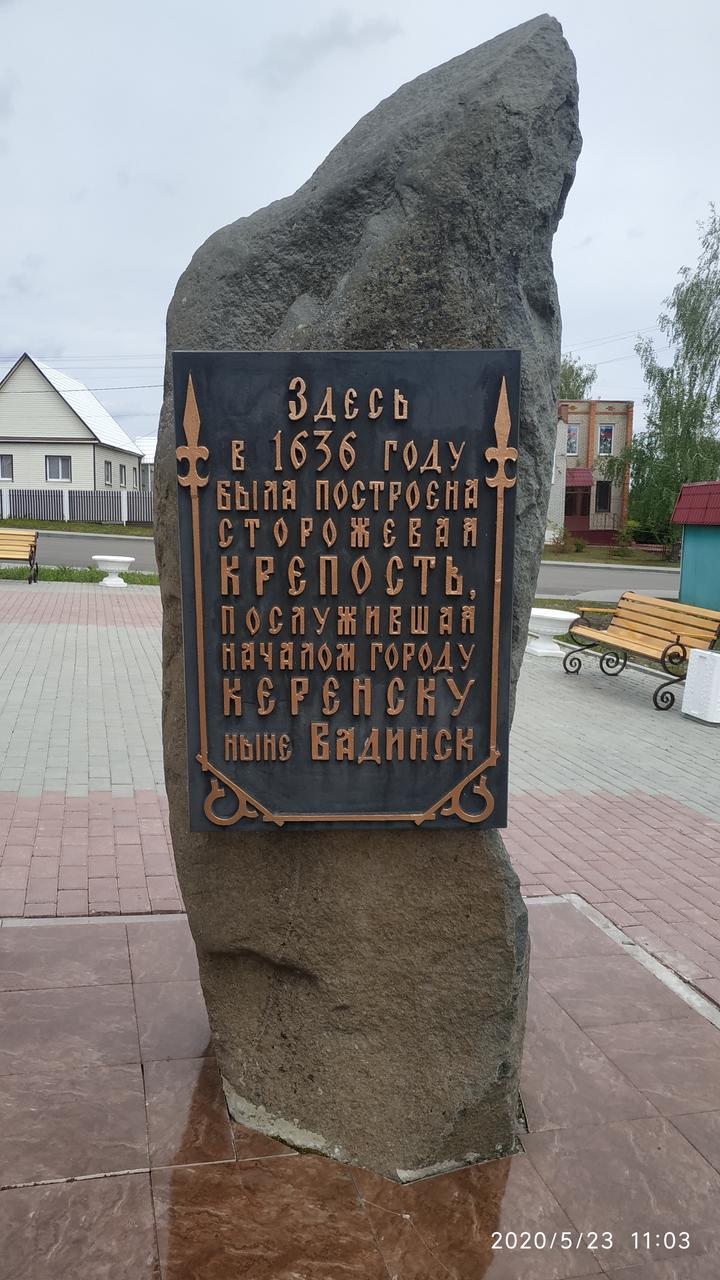 Здесь
в 1636 году
была построена
сторожевая
крепость,
послужившая
началом городу
Керенску
ныне Вадинск
2020/5/23 11:03